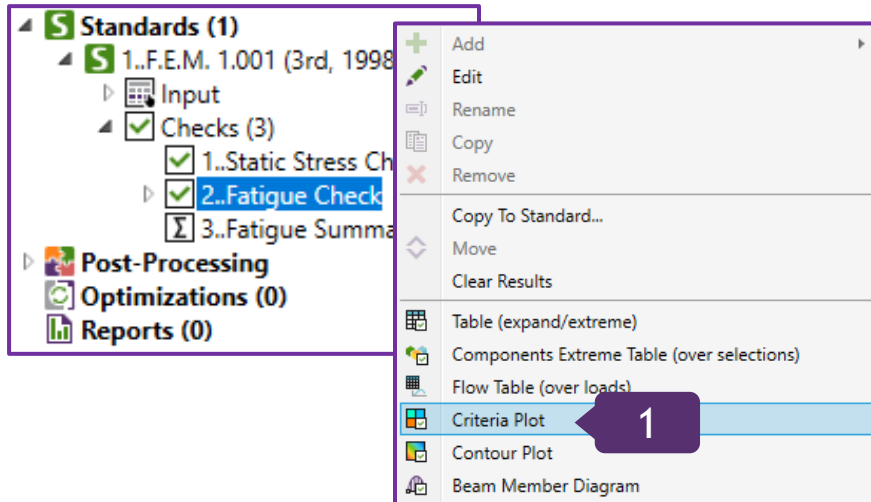 Standards (1)
1..F.E.M. 1.001 (3rd, 1998
Input
Checks (3)
1..Static Stress Ch
2..Fatigue Check
3..Fatigue Summa
Post-Processing
Optimizations (0)
Reports (0)
Add
Edit
Rename
Copy
Remove
Copy To Standard...
Move
Clear Results
Table (expand/extreme)
Components Extreme Table (over selections)
Flow Table (over loads)
Criteria Plot
1
Contour Plot
Beam Member Diagram